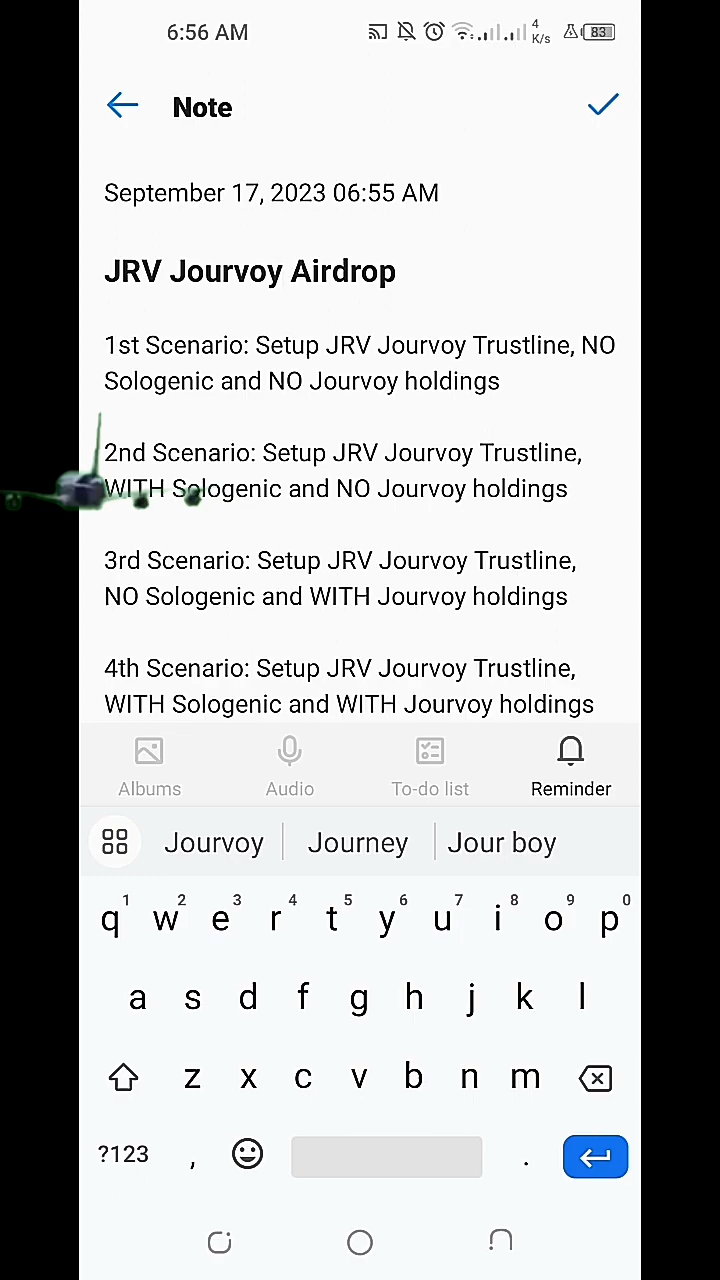 6:56 AM
4
K/s
83
Note
September 17, 2023 06:55 AM
JRV Jourvoy Airdrop
1st Scenario: Setup JRV Jourvoy Trustline, NO
Sologenic and NO Jourvoy holdings
2nd Scenario: Setup JRV Jourvoy Trustline,
WITH Sologenic and NO Jourvoy holdings
3rd Scenario: Setup JRV Jourvoy Trustline,
NO Sologenic and WITH Jourvoy holdings
4th Scenario: Setup JRV Jourvoy Trustline,
WITH Sologenic and WITH Jourvoy holdings
Albums Audio To-do list Reminder
Jourvoy Journey Jour boy
1 2 3 4 5 6 7 8 9 0
q w e r t y u i o p
a s d f g h j k l
z x c v b n m
?123 , .